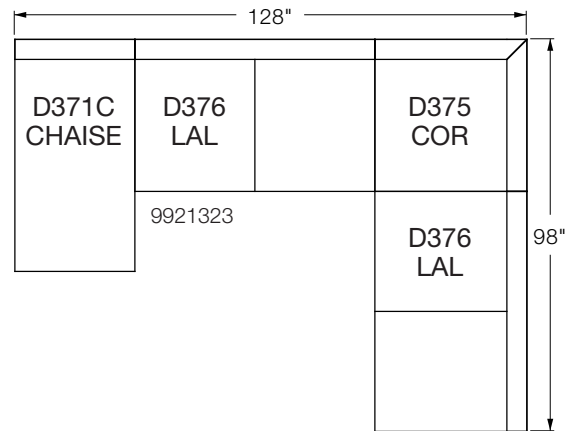 128"
D371C
CHAISE
D376
LAL
D375
COR
9921323
D376
LAL
98"